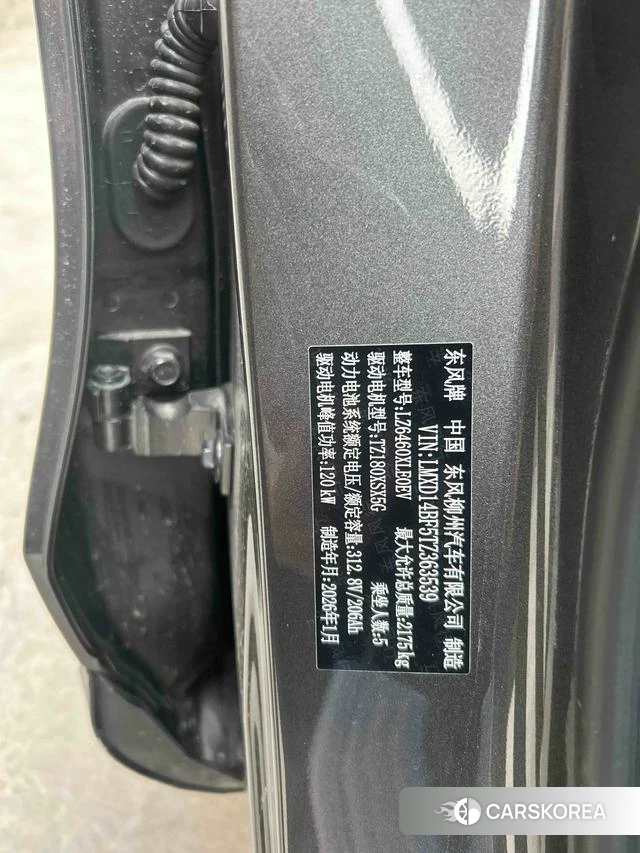 东风牌 中国 东风柳州汽车有限公司 制造
VIN:LMXD14BF5TZ363539
整车型号:LZ6460XLE0EV 最大允许总质量:2175kg
驱动电机型号:TZ180XSX5G 乘坐人数:5
动力电池系统额定电压/额定容量:312.8V/206Ah
驱动电机峰值功率:120kW 制造年月:2026年1月
CARSKOREA